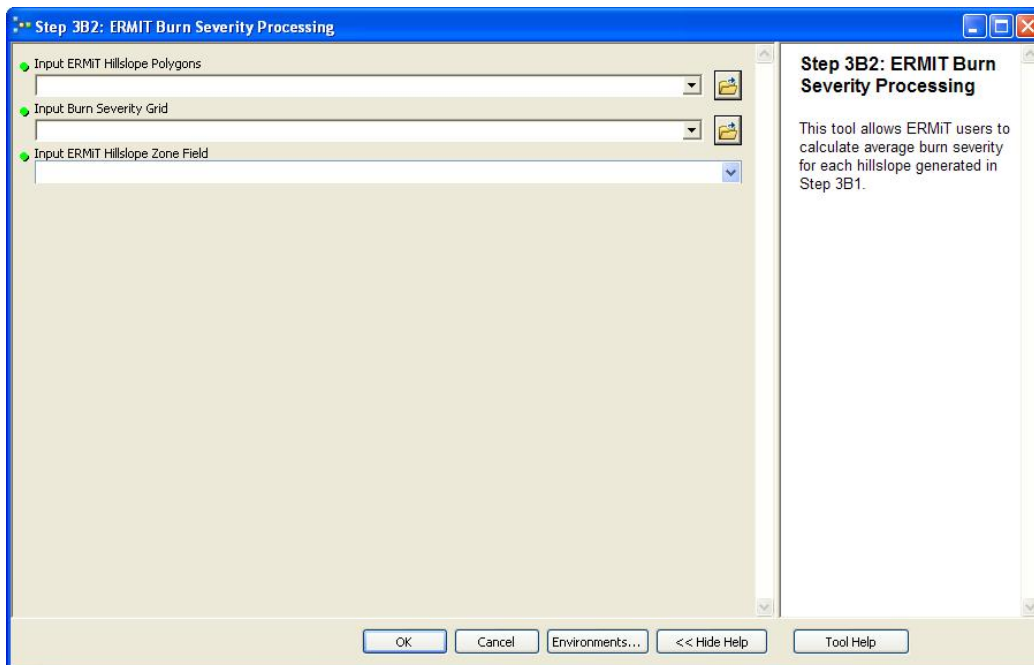 Step 3B2: ERMIT Burn Severity Processing
Input ERMiT Hillslope Polygons
Input Burn Severity Grid
Input ERMiT Hillslope Zone Field
Step 3B2: ERMIT Burn
Severity Processing
This tool allows ERMiT users to
calculate average burn severity
for each hillslope generated in
Step 3B1.
OK
Cancel
Environments...
<< Hide Help
Tool Help